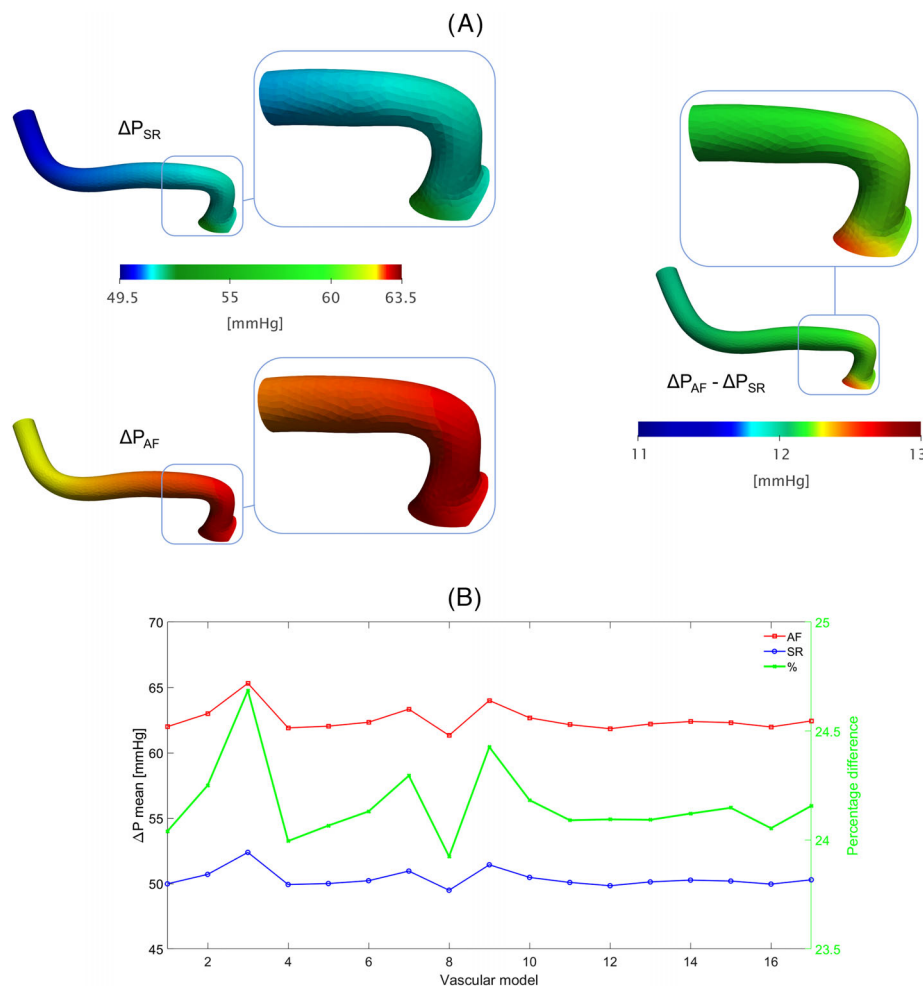 (A)
ΔP_SR
49.5 55 60 63.5
[mmHg]
ΔP_AF
ΔP_AF - ΔP_SR
11 12 13
[mmHg]
(B)
70
65
60
55
50
45
ΔP mean [mmHg]
2 4 6 8 10 12 14 16
Vascular model
AF
SR
%
25
24.5
24
23.5
Percentage difference